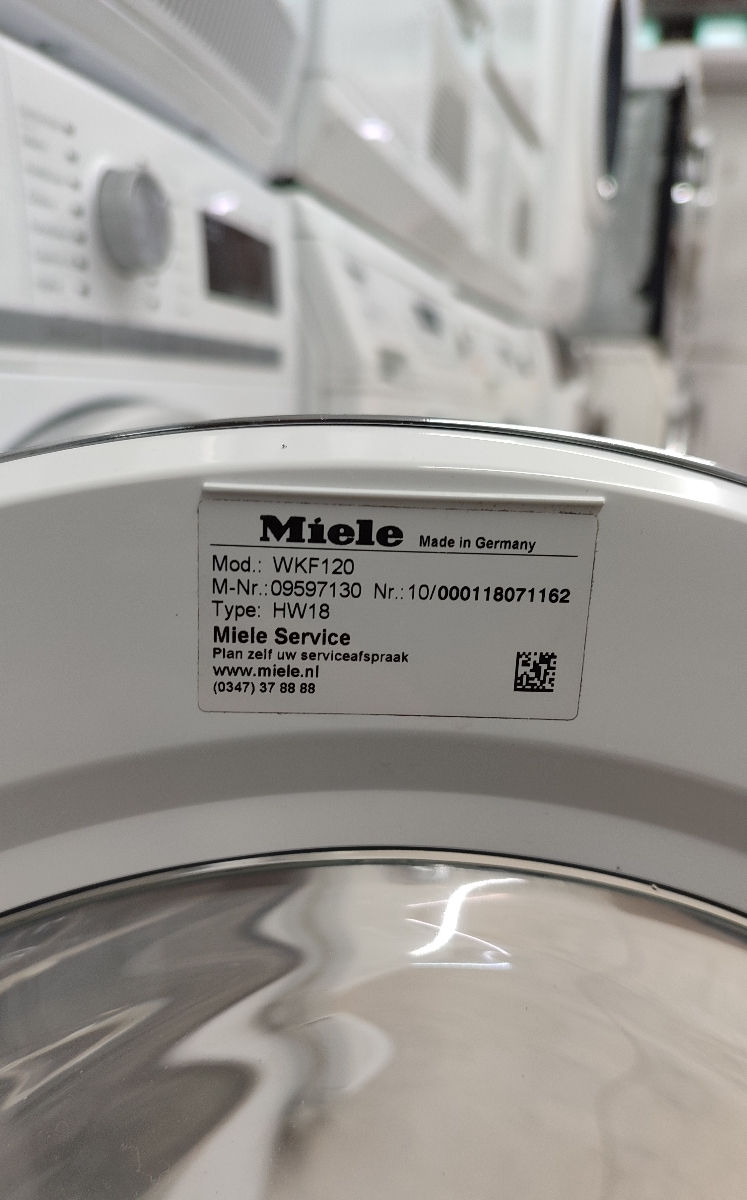 Miele Made in Germany
Mod.: WKF120
M-Nr.:09597130 Nr.:10/000118071162
Type: HW18
Miele Service
Plan zelf uw serviceafspraak
www.miele.nl
(0347) 37 88 88